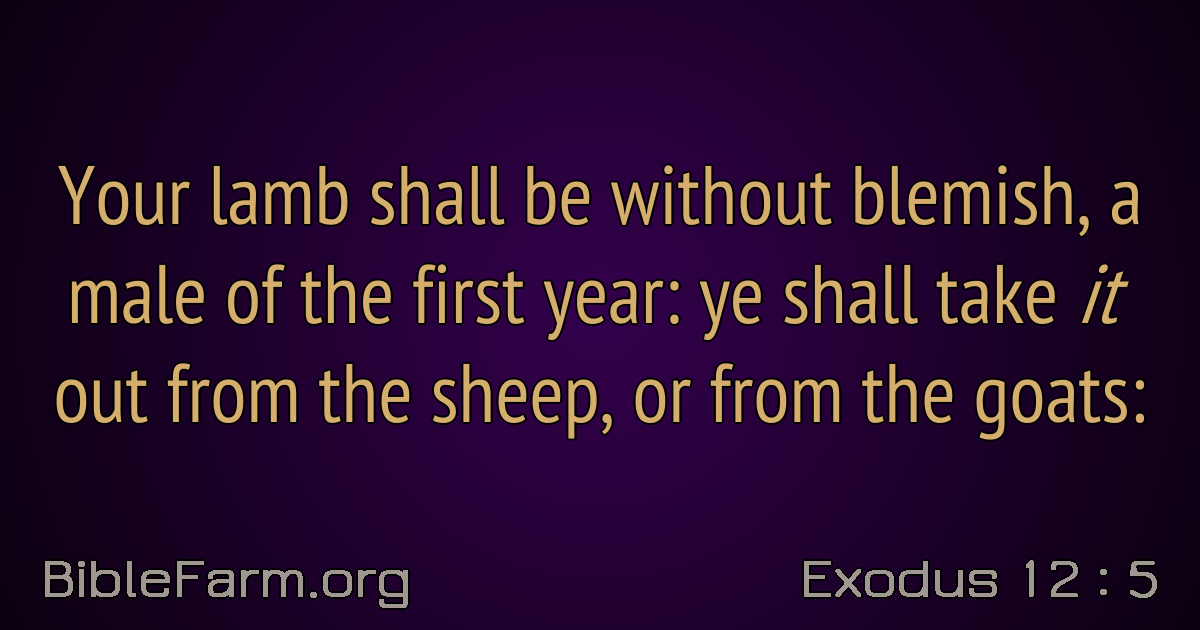 Your lamb shall be without blemish, a
male of the first year: ye shall take it
out from the sheep, or from the goats:
BibleFarm.org
Exodus 12 : 5